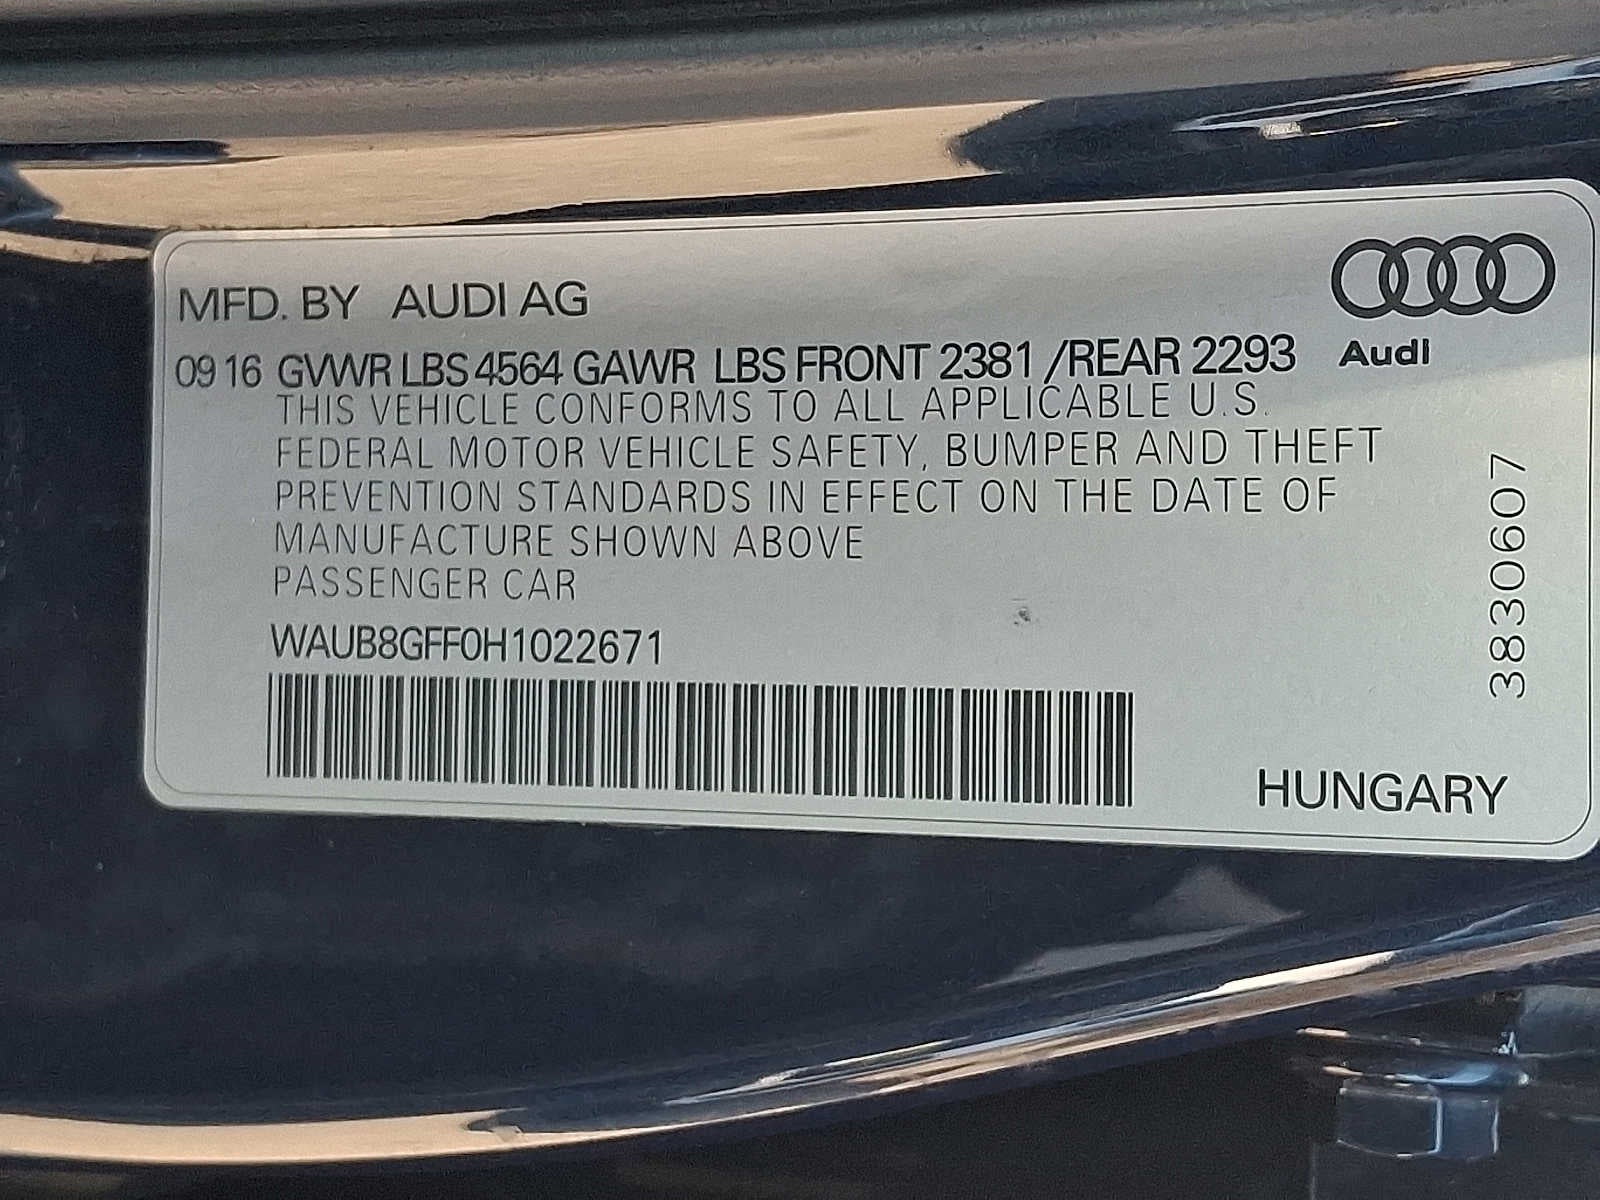 MFD. BY AUDI AG
09 16 GVWR LBS 4564 GAWR LBS FRONT 2381 /REAR 2293
Audi
THIS VEHICLE CONFORMS TO ALL APPLICABLE U.S.
FEDERAL MOTOR VEHICLE SAFETY, BUMPER AND THEFT
PREVENTION STANDARDS IN EFFECT ON THE DATE OF
MANUFACTURE SHOWN ABOVE
PASSENGER CAR
WAUB8GFF0H1022671
3830607
HUNGARY